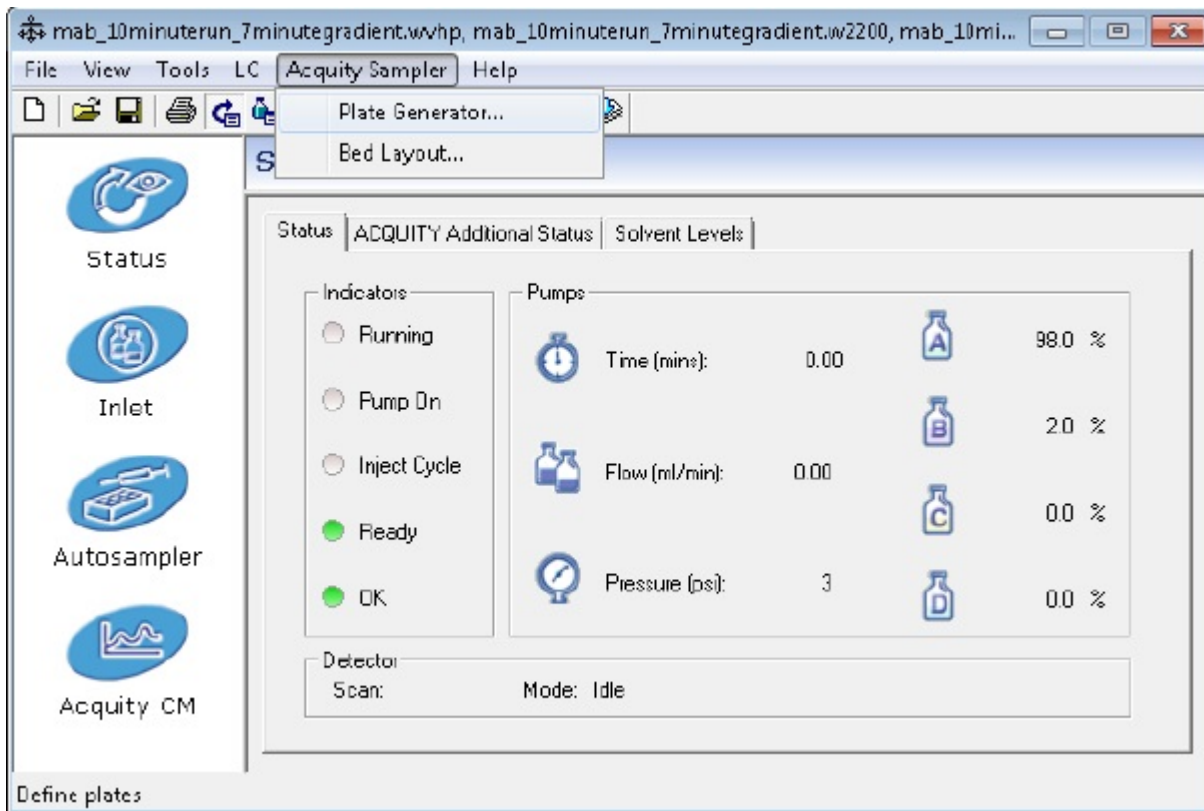 mab_10minuterun_7minutegradient.wvhp, mab_10minuterun_7minutegradient.w2200, mab_10mi...
File View Tools LC Acquity Sampler Help
Plate Generator...
Bed Layout...
S
Status
Inlet
Autosampler
Acquity CM
Status ACQUITY Additional Status Solvent Levels
Indicators
Running
Pump On
Inject Cycle
Ready
OK
Pumps
Time (mins): 0.00
Flow (ml/min): 0.00
Pressure (psi): 3
A 98.0 %
B 2.0 %
C 0.0 %
D 0.0 %
Detector
Scan: Mode: Idle
Define plates